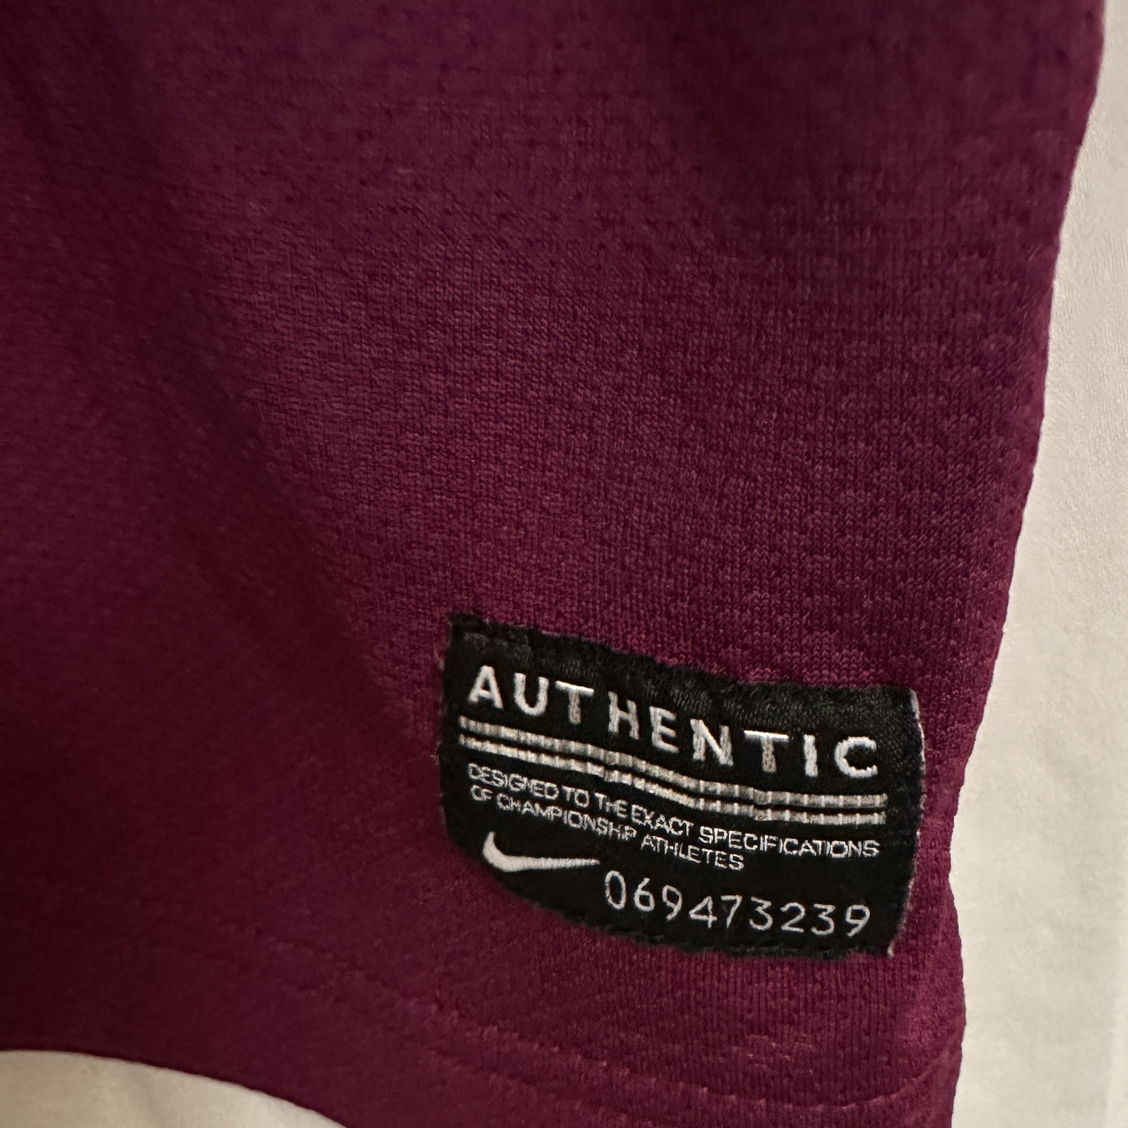 AUTHENTIC
DESIGNED TO THE EXACT SPECIFICATIONS
OF CHAMPIONSHIP ATHLETES
069473239